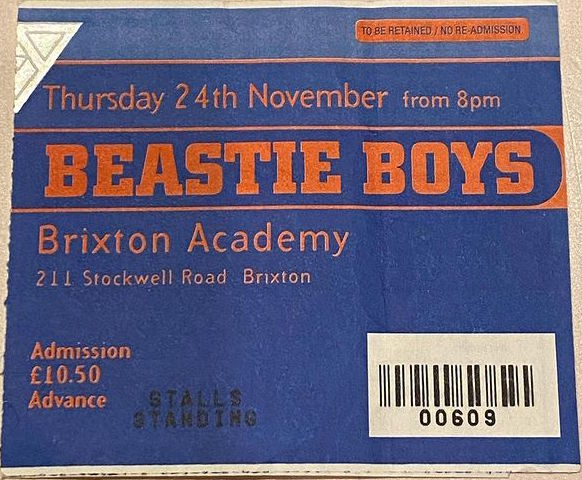 TO BE RETAINED / NO RE-ADMISSION
Thursday 24th November from 8pm
BEASTIE BOYS
Brixton Academy
211 Stockwell Road Brixton
Admission
£10.50
Advance
STALLS
STANDING
00609